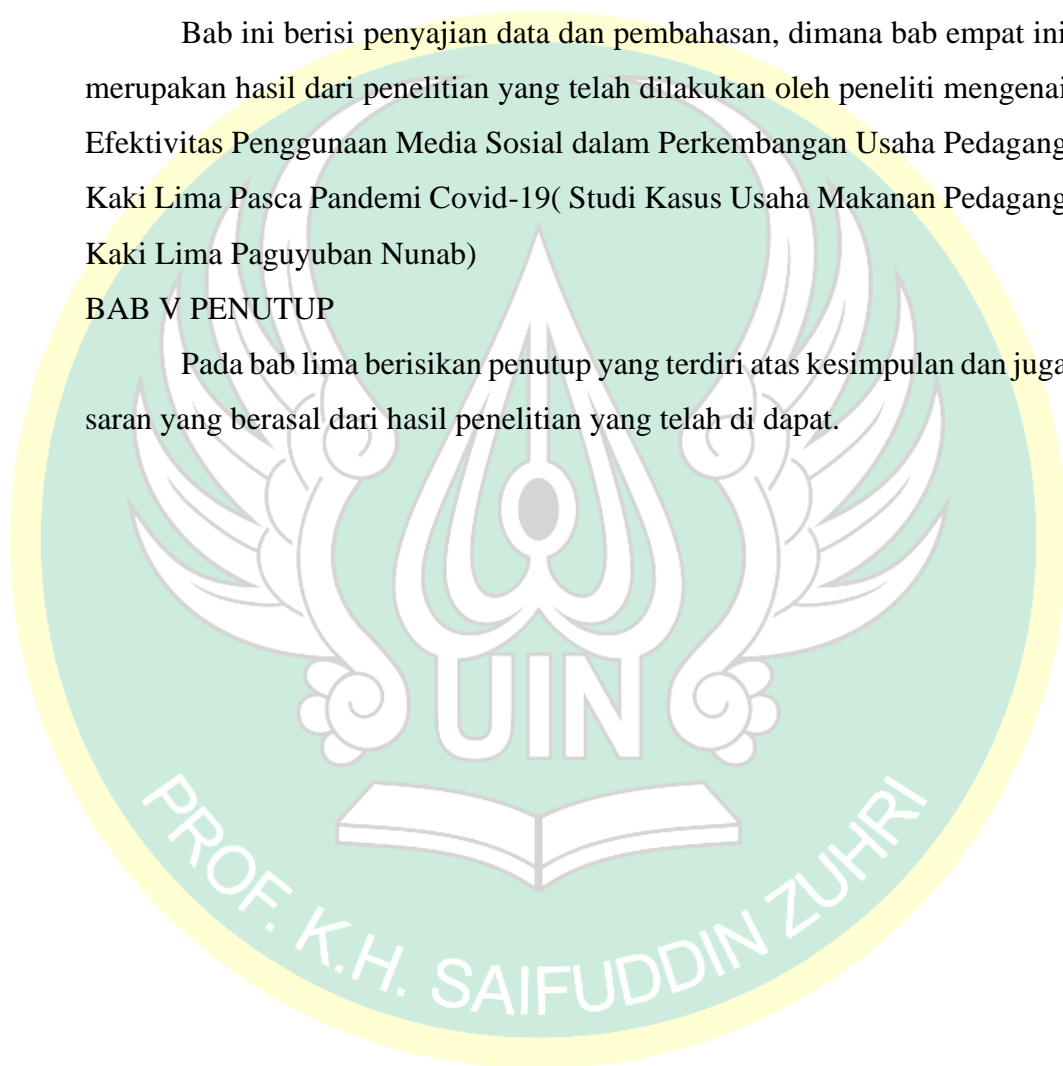 Bab ini berisi penyajian data dan pembahasan, dimana bab empat ini
merupakan hasil dari penelitian yang telah dilakukan oleh peneliti mengenai
Efektivitas Penggunaan Media Sosial dalam Perkembangan Usaha Pedagang
Kaki Lima Pasca Pandemi Covid-19( Studi Kasus Usaha Makanan Pedagang
Kaki Lima Paguyuban Nunab)
BAB V PENUTUP
Pada bab lima berisikan penutup yang terdiri atas kesimpulan dan juga
saran yang berasal dari hasil penelitian yang telah di dapat.
UIN
PROF. K.H. SAIFUDDIN ZUHRI